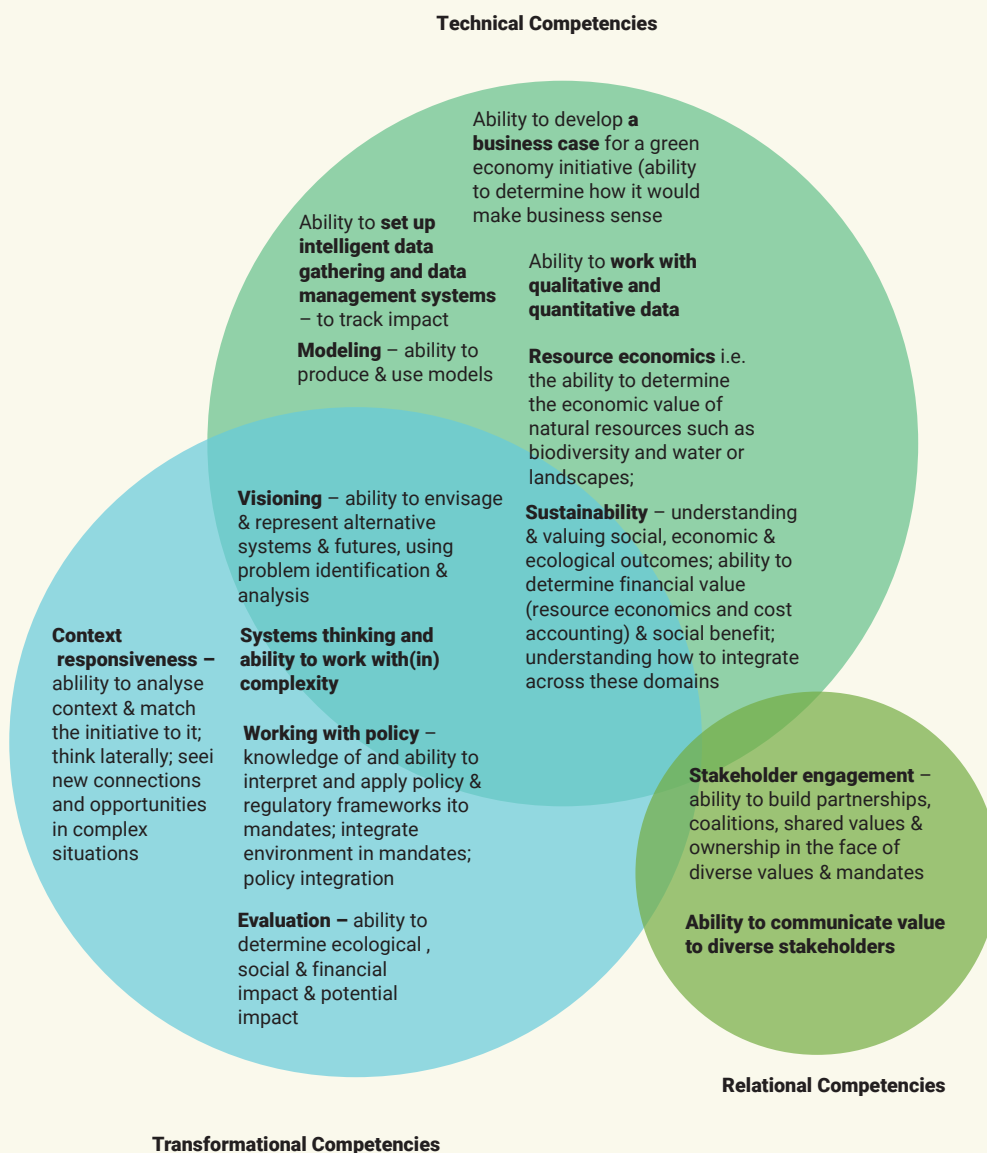 Technical Competencies
Ability to develop a
business case for a green
economy initiative (ability
to determine how it would
make business sense
Ability to set up
intelligent data
gathering and data
management systems
– to track impact
Ability to work with
qualitative and
quantitative data
Modeling – ability to
produce & use models
Resource economics i.e.
the ability to determine
the economic value of
natural resources such as
biodiversity and water or
landscapes;
Visioning – ability to envisage
& represent alternative
systems & futures, using
problem identification &
analysis
Sustainability – understanding
& valuing social, economic &
ecological outcomes; ability to
determine financial value
(resource economics and cost
accounting) & social benefit;
understanding how to integrate
across these domains
Context
responsiveness –
ablility to analyse
context & match
the initiative to it;
think laterally; seei
new connections
and opportunities
in complex
situations
Systems thinking and
ability to work with(in)
complexity
Working with policy –
knowledge of and ability to
interpret and apply policy &
regulatory frameworks ito
mandates; integrate
environment in mandates;
policy integration
Evaluation – ability to
determine ecological ,
social & financial
impact & potential
impact
Stakeholder engagement –
ability to build partnerships,
coalitions, shared values &
ownership in the face of
diverse values & mandates
Ability to communicate value
to diverse stakeholders
Relational Competencies
Transformational Competencies